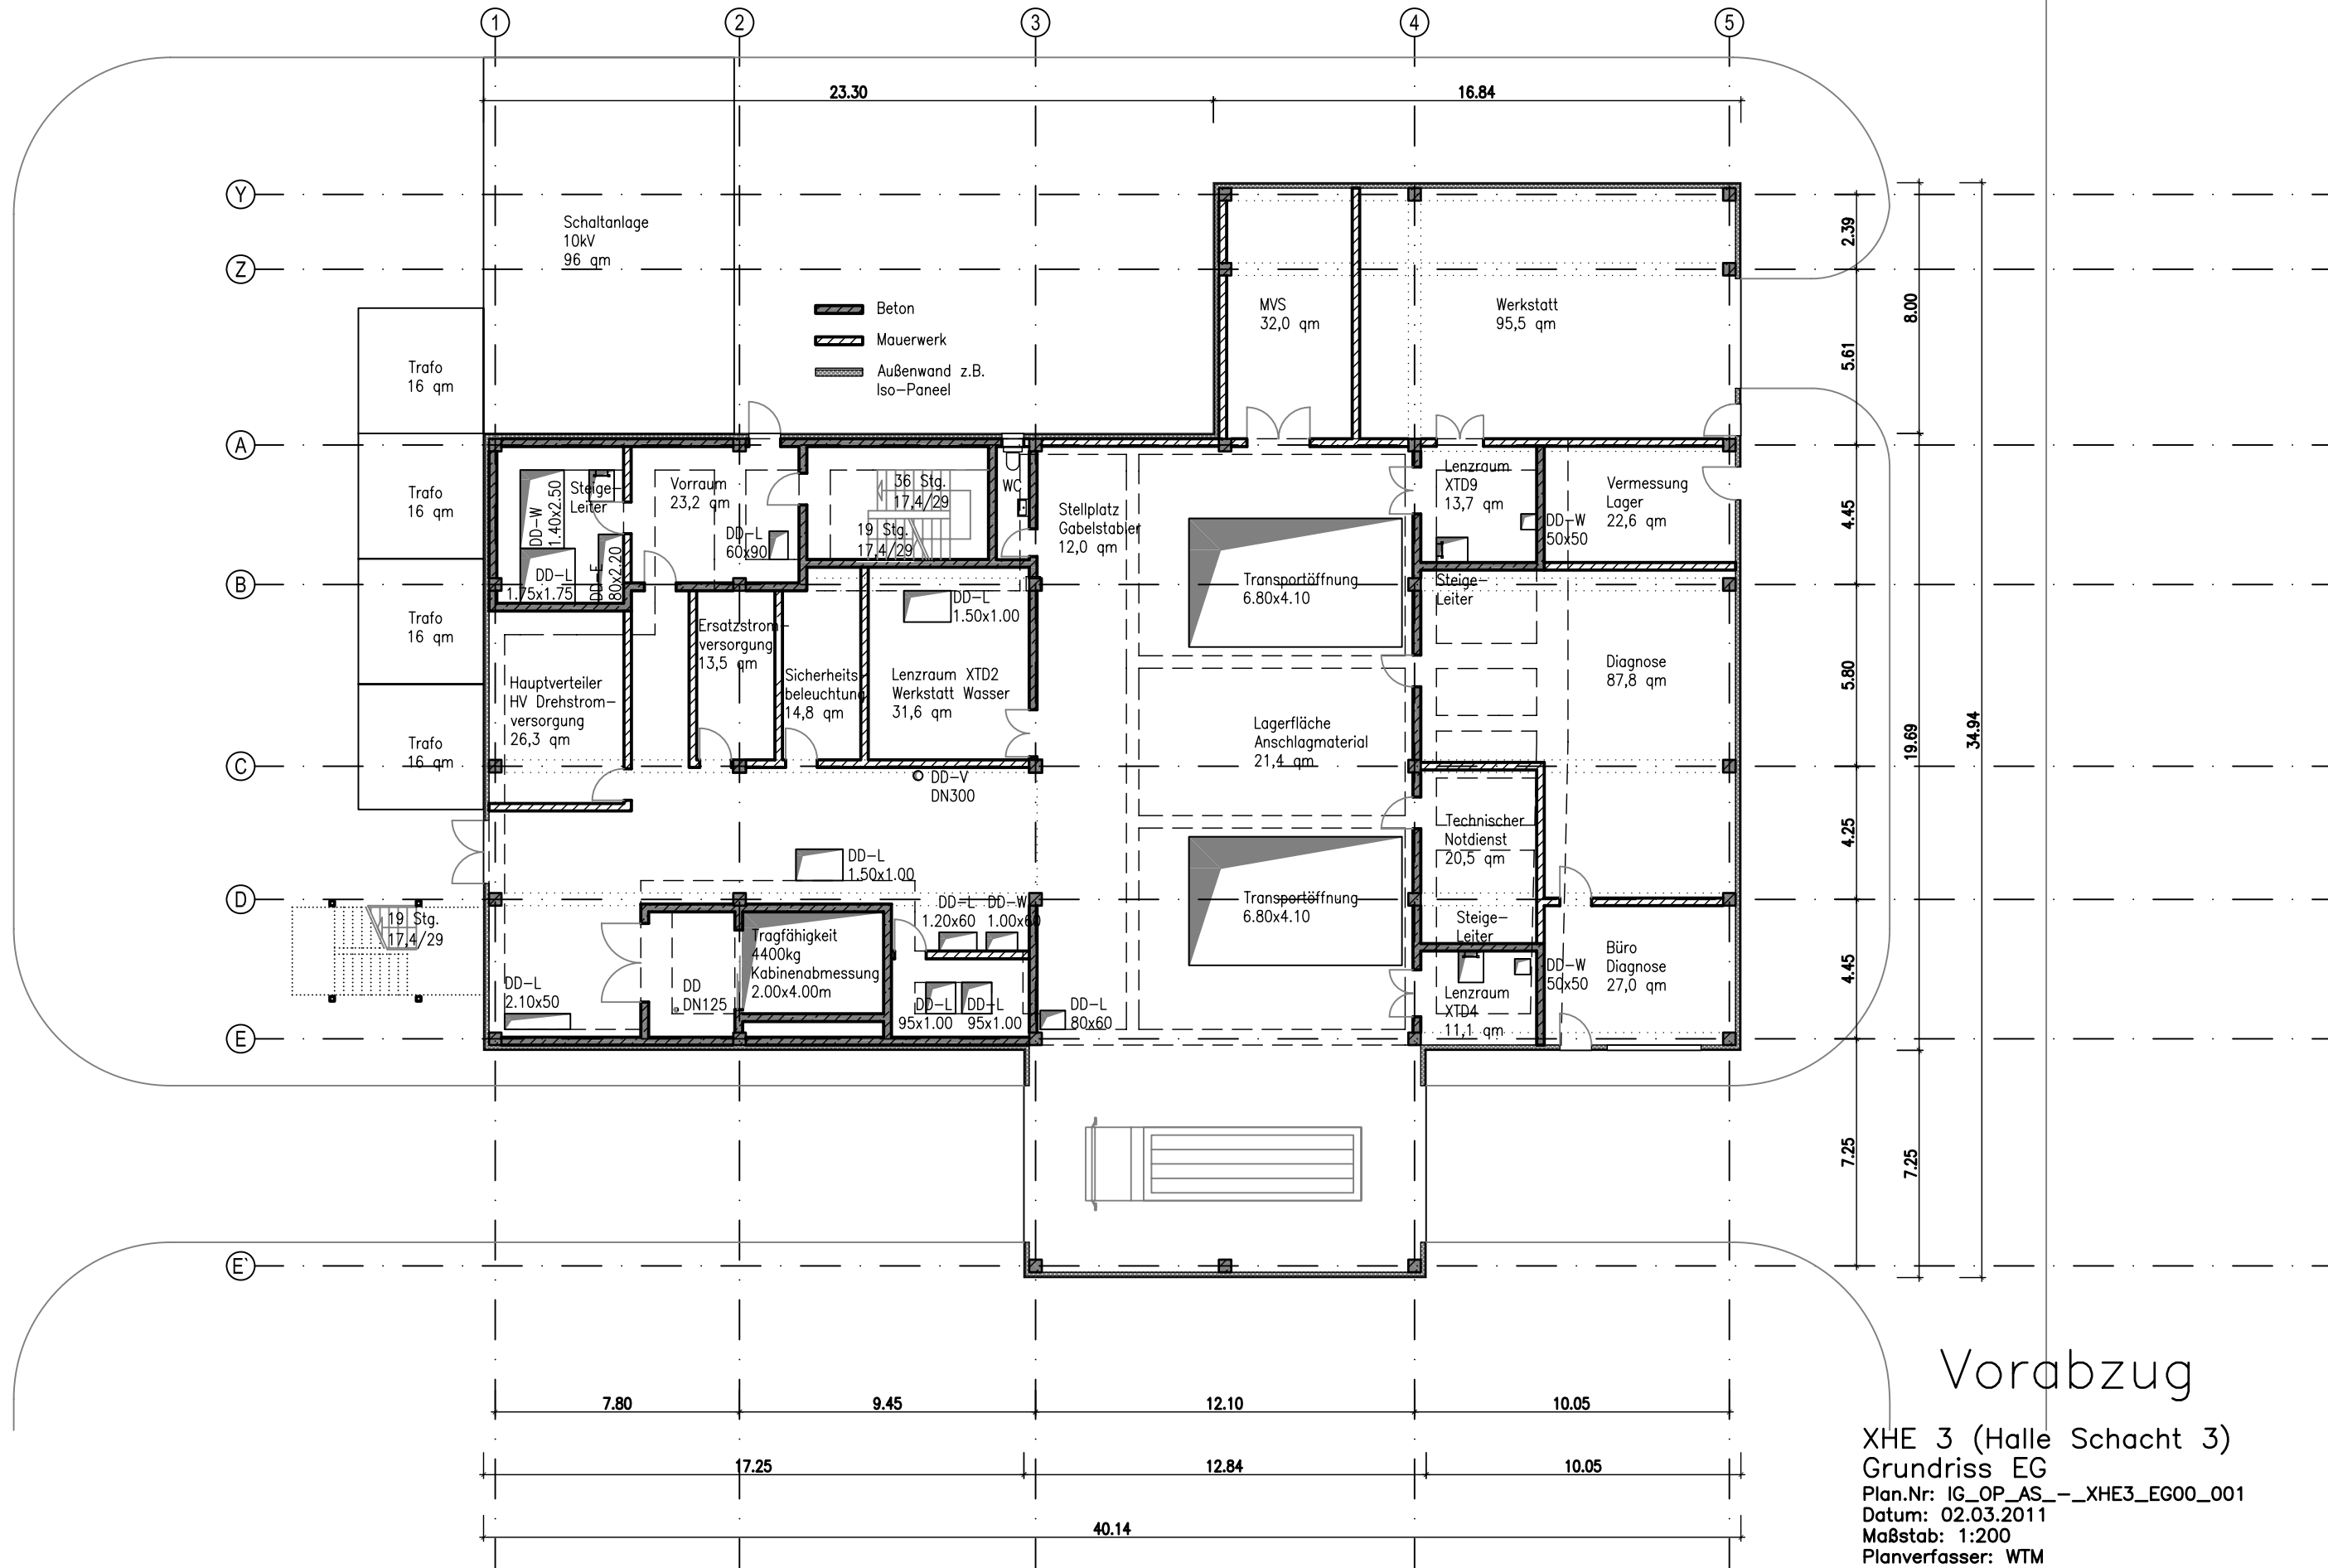 1
2
3
4
5
23.30
16.84
Y
Z
A
B
C
D
E
E`
Schaltanlage
10kV
96 qm
Beton
Mauerwerk
Außenwand z.B.
Iso-Paneel
MVS
32,0 qm
Werkstatt
95,5 qm
Trafo
16 qm
Trafo
16 qm
Trafo
16 qm
Trafo
16 qm
DD-W
1.40x2.50
Steige-
Leiter
DD-L
1.75x1.75
DD-E
80x2.20
Vorraum
23,2 qm
DD-L
60x90
36 Stg.
17,4/29
19 Stg.
17,4/29
WC
Stellplatz
Gabelstabler
12,0 qm
Transportöffnung
6.80x4.10
Lenzraum
XTD9
13,7 qm
DD-W
50x50
Vermessung
Lager
22,6 qm
Steige-
Leiter
Hauptverteiler
HV Drehstrom-
versorgung
26,3 qm
Ersatzstrom-
versorgung
13,5 qm
Sicherheits-
beleuchtung
14,8 qm
DD-L
1.50x1.00
Lenzraum XTD2
Werkstatt Wasser
31,6 qm
Diagnose
87,8 qm
Lagerfläche
Anschlagmaterial
21,4 qm
DD-V
DN300
Technischer
Notdienst
20,5 qm
DD-L
1.50x1.00
19 Stg.
17,4/29
DD-L
1.20x60
DD-W
1.00x60
Transportöffnung
6.80x4.10
Steige-
Leiter
Tragfähigkeit
4400kg
Kabinenabmessung
2.00x4.00m
DD
DN125
DD-L
2.10x50
DD-L
95x1.00
DD-L
95x1.00
DD-L
80x60
Lenzraum
XTD4
11,1 qm
DD-W
50x50
Büro
Diagnose
27,0 qm
2.39
5.61
4.45
5.80
4.25
4.45
7.25
8.00
19.69
7.25
34.94
7.80
9.45
12.10
10.05
17.25
12.84
10.05
40.14
Vorabzug
XHE 3 (Halle Schacht 3)
Grundriss EG
Plan.Nr: IG_OP_AS_-_XHE3_EG00_001
Datum: 02.03.2011
Maßstab: 1:200
Planverfasser: WTM